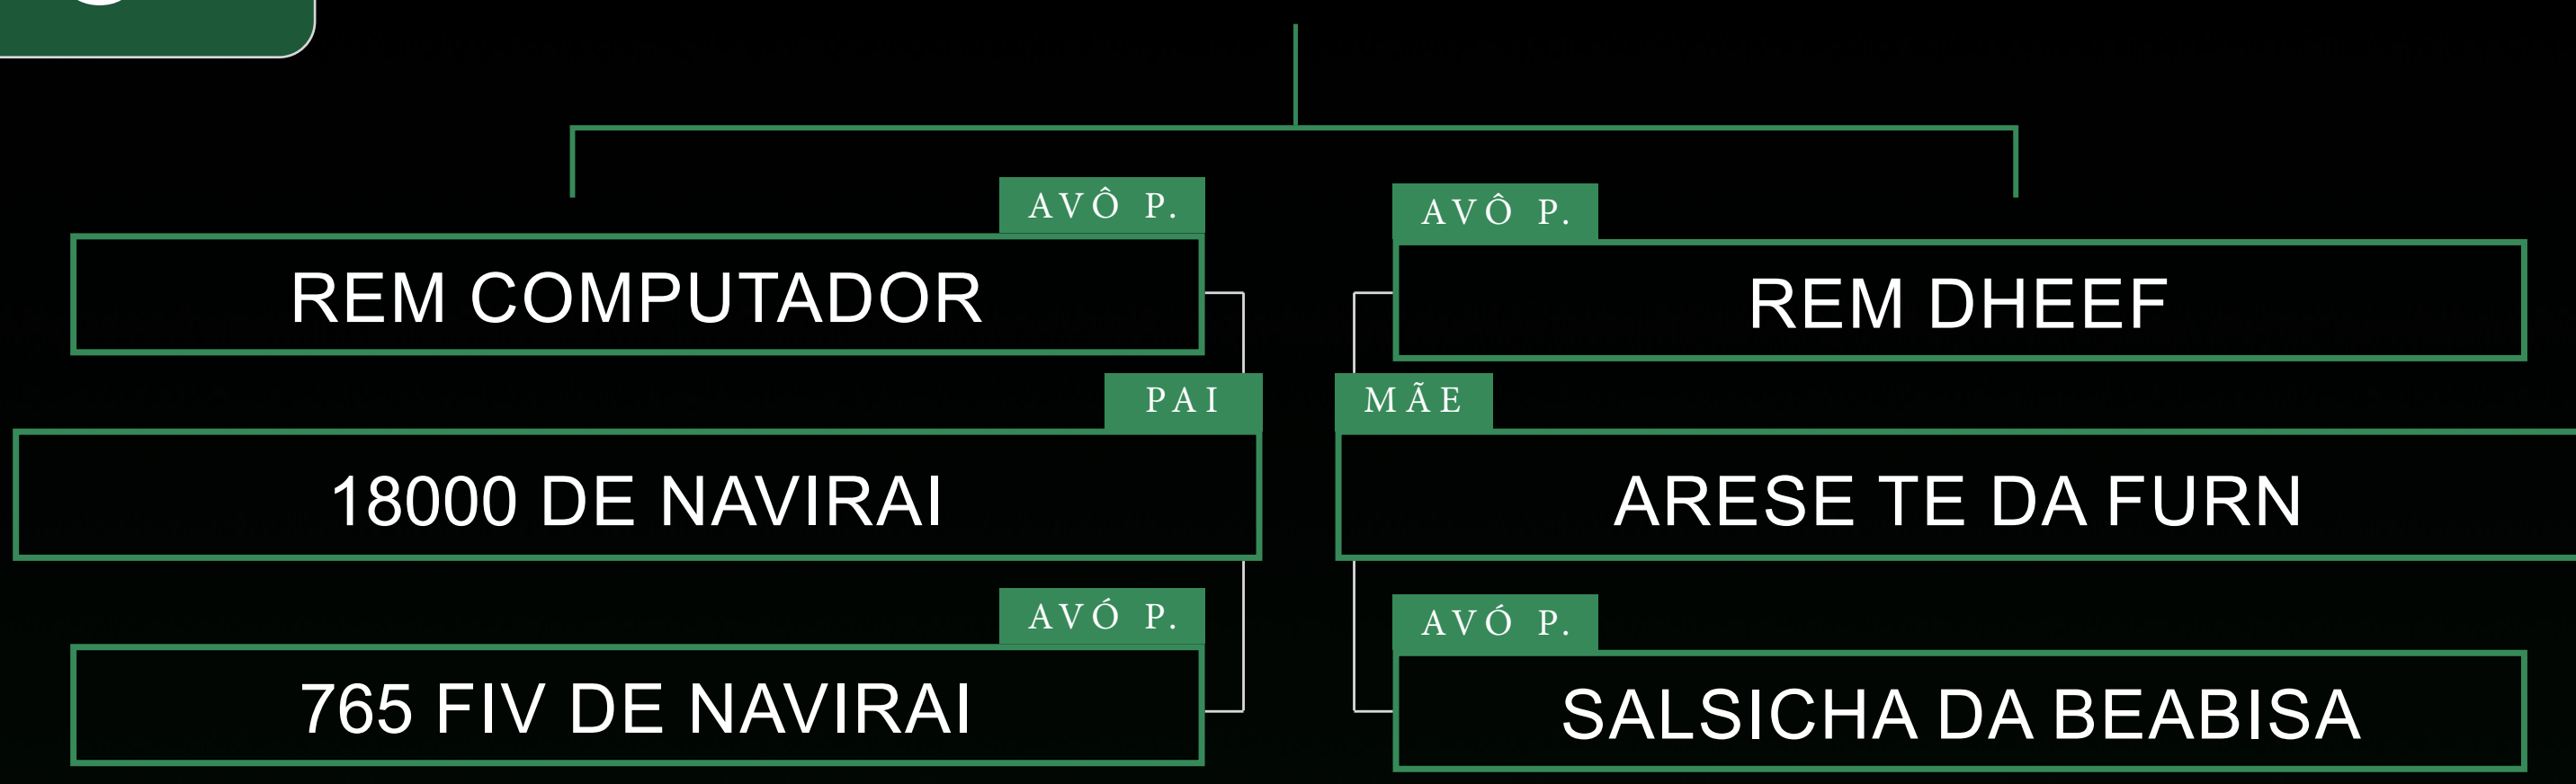 AVÔ P.
REM COMPUTADOR
PAI
18000 DE NAVIRAI
AVÓ P.
765 FIV DE NAVIRAI
AVÔ P.
REM DHEEF
MÃE
ARESE TE DA FURN
AVÓ P.
SALSICHA DA BEABISA